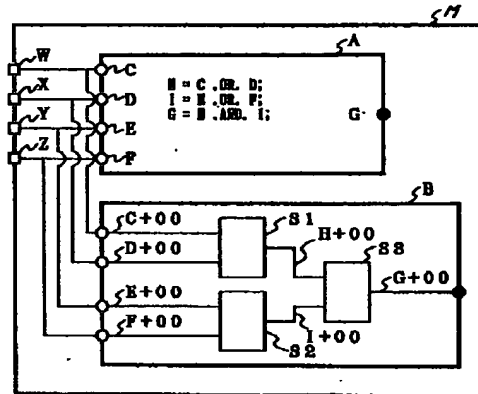 M
W
A
X
C
Y
D
Z
E
F
H = C .OR. D;
I = E .OR. F;
G = H .AND. I;
G
B
C+00
S1
H+00
D+00
S3
G+00
E+00
F+00
I+00
S2